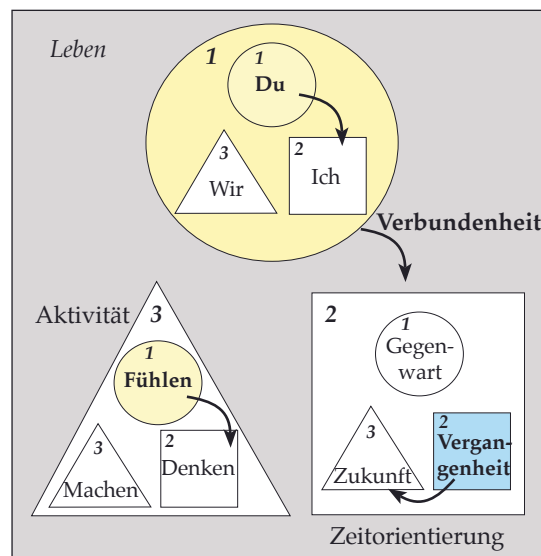 Leben
1
1
Du
3
Wir
2
Ich
Verbundenheit
Aktivität
3
1
Fühlen
3
Machen
2
Denken
2
1
Gegen-
wart
3
Zukunft
2
Vergan-
genheit
Zeitorientierung